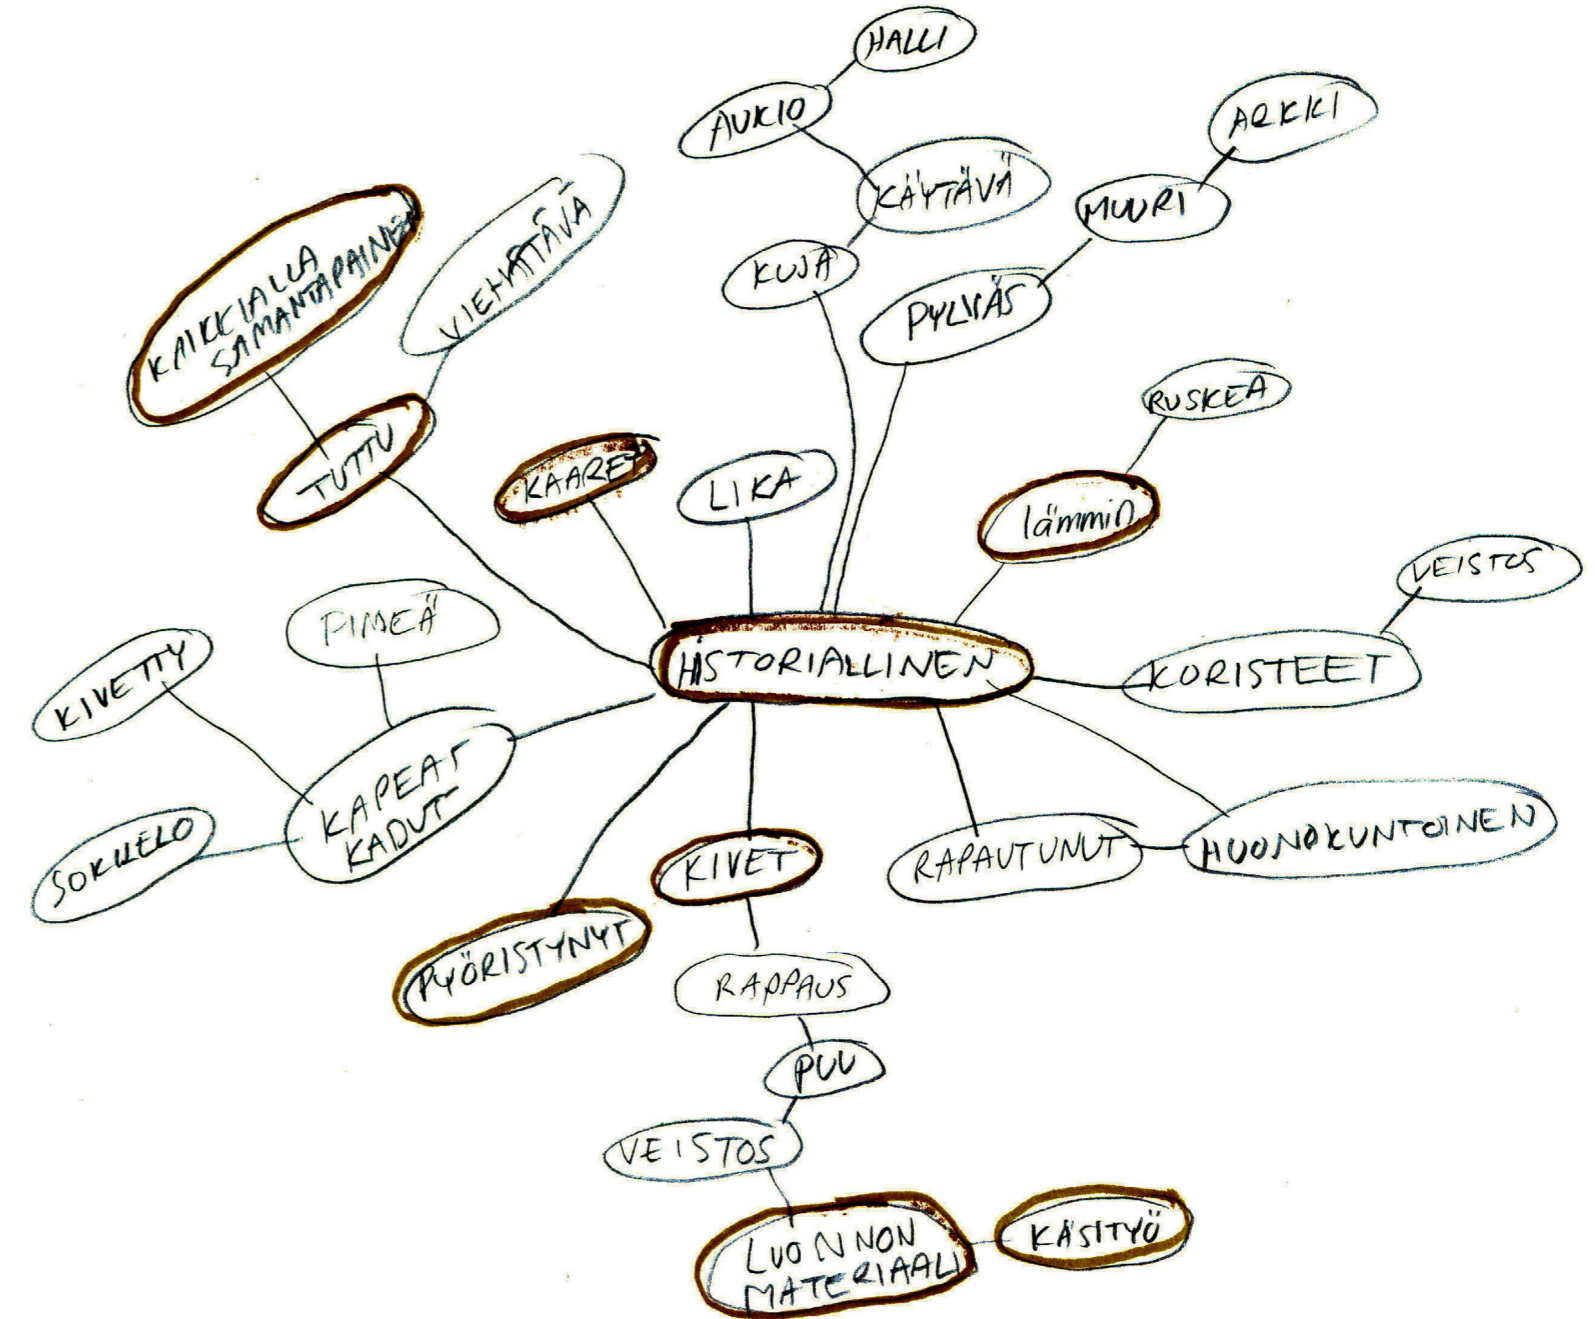 HALLI
AUKIO
ARKKI
KÄYTÄVÄ
MUURI
KUJA
PYLVÄS
KAIKKIALLA
SAMANTAPAINEN
VIEHÄTTÄVÄ
TUTTU
KAARET
LIKA
RUSKEA
lämmin
VEISTOS
PIMEÄ
KIVETTY
HISTORIALLINEN
KORISTEET
KAPEAT
KADUT
SOKKELO
KIVET
RAPAUTUNUT
HUONOKUNTOINEN
PYÖRISTYNYT
RAPPAUS
PUU
VEISTOS
LUONNON
MATERIAALI
KÄSITYÖ